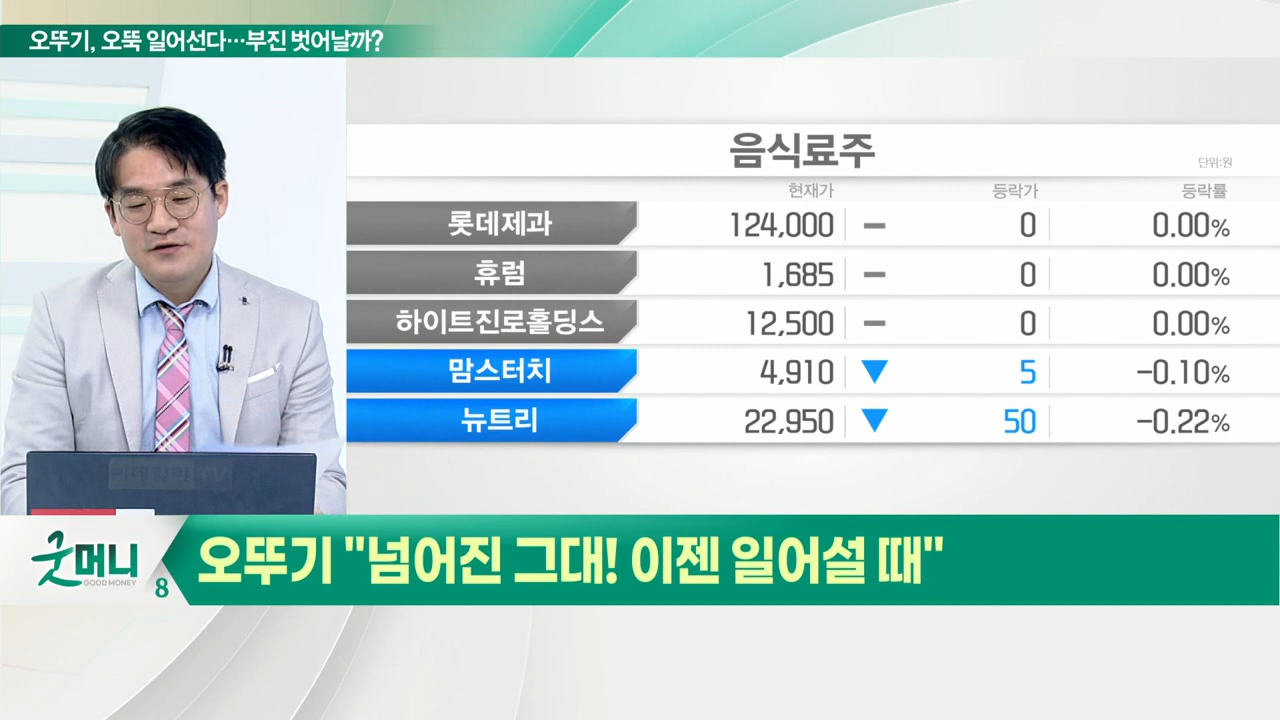 오뚜기, 오뚝 일어선다…부진 벗어날까?
음식료주
단위:원
현재가 등락가 등락률
롯데제과 124,000 0 0.00%
휴럼 1,685 0 0.00%
하이트진로홀딩스 12,500 0 0.00%
맘스터치 4,910 ▼ 5 -0.10%
뉴트리 22,950 ▼ 50 -0.22%
이데일리 TV
굿머니 오뚜기 "넘어진 그대! 이젠 일어설 때"
GOOD MONEY 8